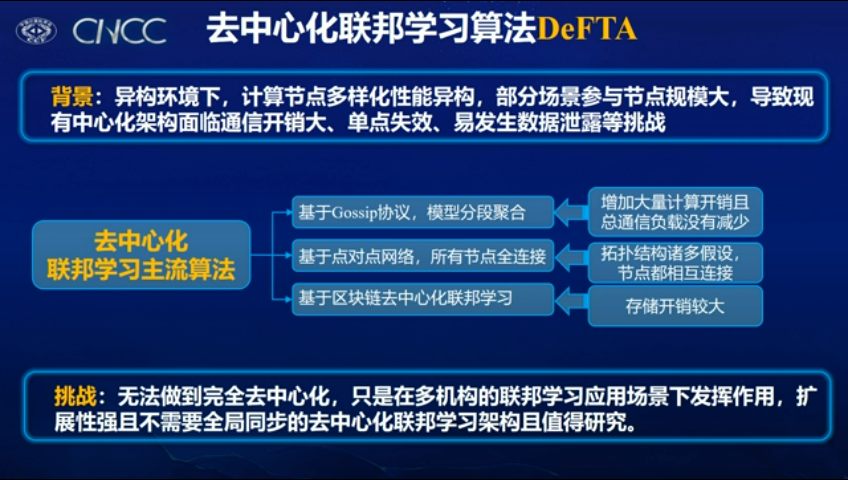 CNCC
去中心化联邦学习算法DeFTA
背景：异构环境下，计算节点多样化性能异构，部分场景参与节点规模大，导致现
有中心化架构面临通信开销大、单点失效、易发生数据泄露等挑战
去中心化
联邦学习主流算法
基于Gossip协议，模型分段聚合
增加大量计算开销且
总通信负载没有减少
基于点对点网络，所有节点全连接
拓扑结构诸多假设，
节点都相互连接
基于区块链去中心化联邦学习
存储开销较大
挑战：无法做到完全去中心化，只是在多机构的联邦学习应用场景下发挥作用，扩
展性强且不需要全局同步的去中心化联邦学习架构且值得研究。